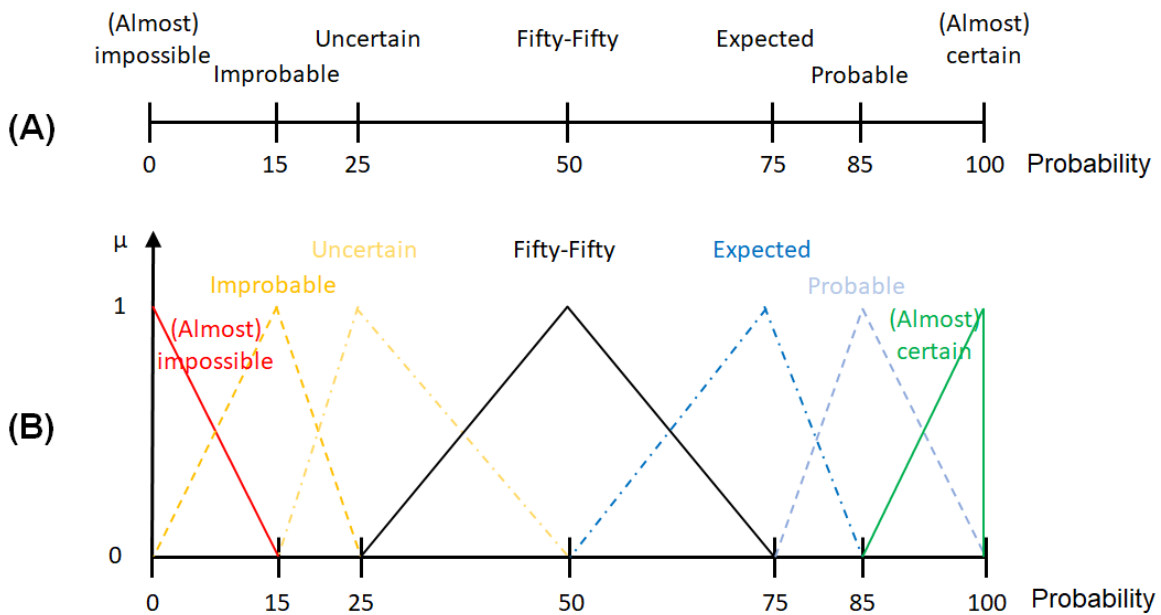 (Almost)
impossible
Improbable
Uncertain
Fifty-Fifty
Expected
Probable
(Almost)
certain
(A)
0 15 25 50 75 85 100 Probability
µ
Uncertain
Fifty-Fifty
Expected
Improbable
Probable
1
(Almost)
impossible
(Almost)
certain
(B)
0
0 15 25 50 75 85 100 Probability